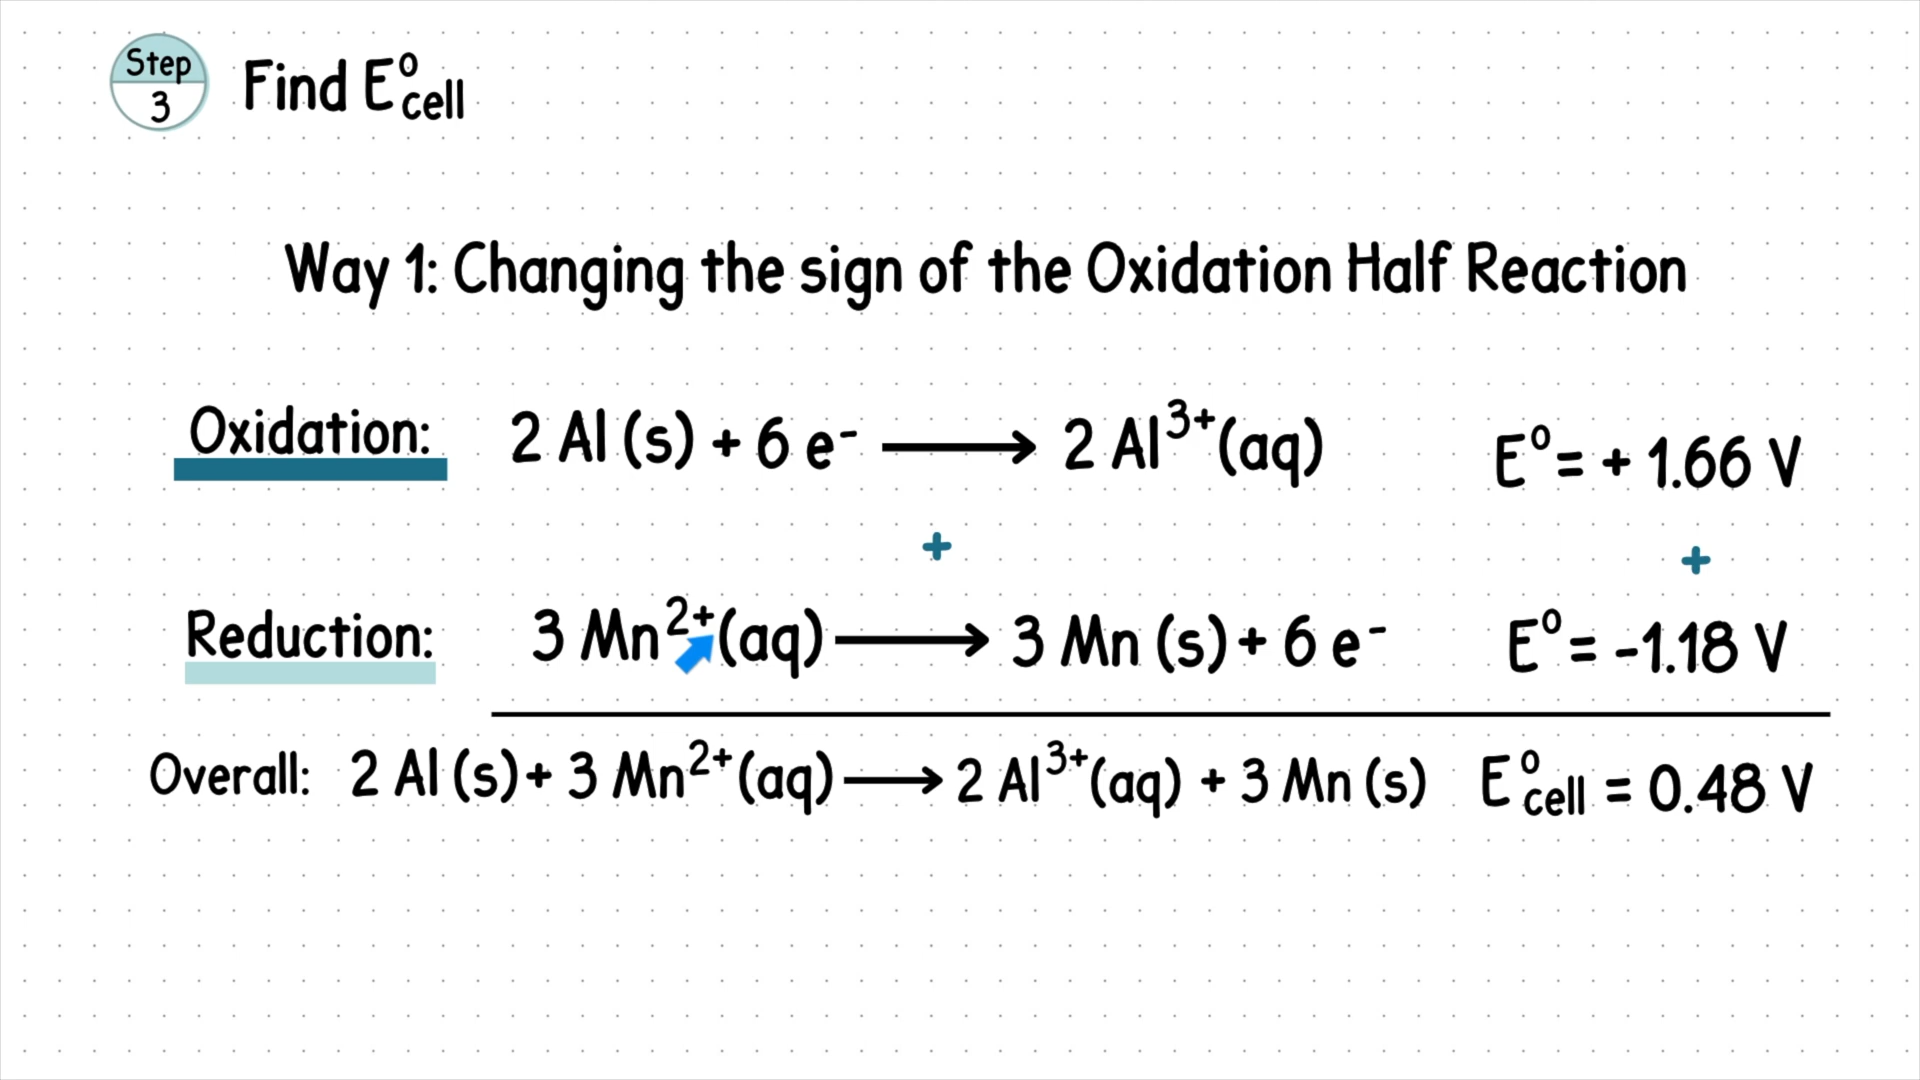 Step
3
Find E°cell
Way 1: Changing the sign of the Oxidation Half Reaction
Oxidation: 2 Al (s) + 6 e⁻ ⟶ 2 Al³⁺(aq) E° = + 1.66 V
+ +
Reduction: 3 Mn²⁺(aq) ⟶ 3 Mn (s) + 6 e⁻ E° = -1.18 V
Overall: 2 Al (s) + 3 Mn²⁺(aq) ⟶ 2 Al³⁺(aq) + 3 Mn (s) E°cell = 0.48 V